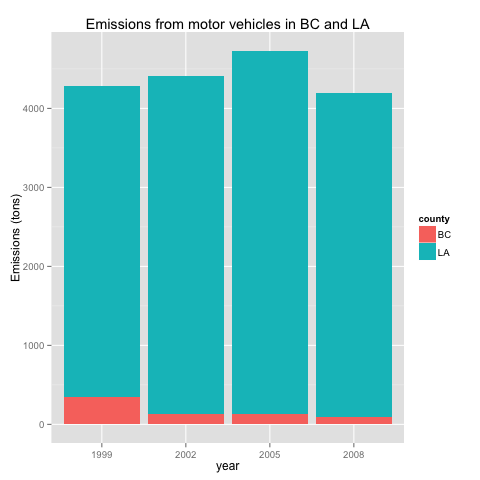 Emissions from motor vehicles in BC and LA
Emissions (tons)
4000
3000
2000
1000
0
1999 2002 2005 2008
year
county
BC
LA